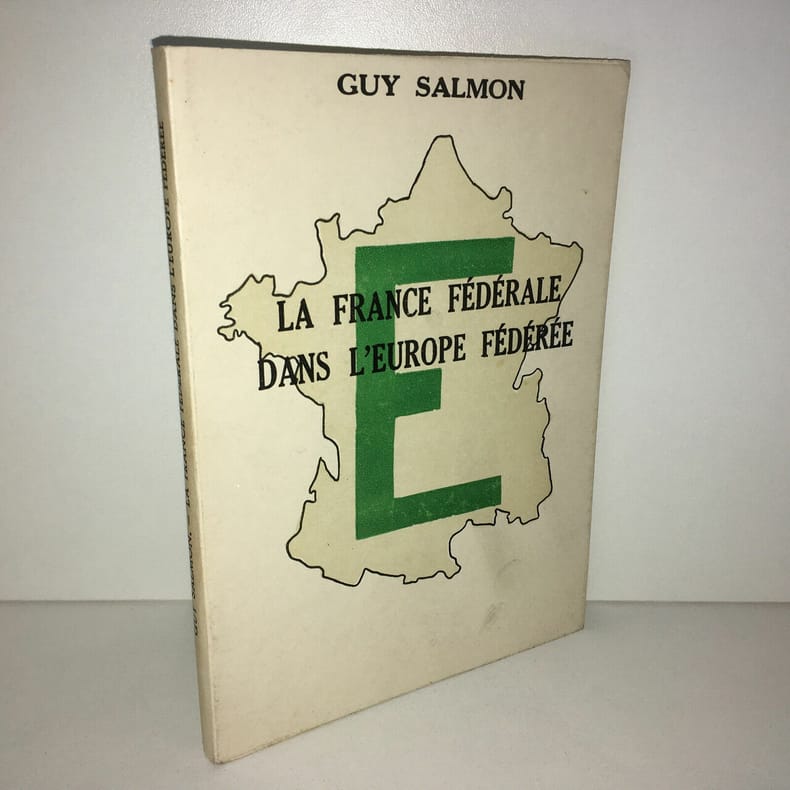 GUY SALMON
LA FRANCE FÉDÉRALE
DANS L'EUROPE FÉDÉRÉE
E
GUY SALMON. – LA FRANCE FÉDÉRALE DANS L'EUROPE FÉDÉRÉE